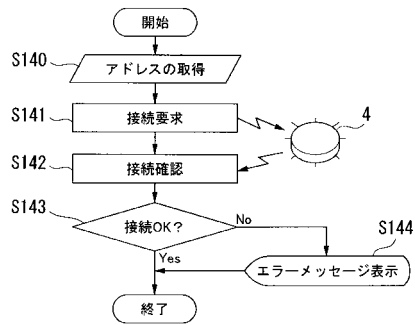 開始
S140
アドレスの取得
S141
接続要求
4
S142
接続確認
S143
接続OK?
No
S144
Yes
エラーメッセージ表示
終了